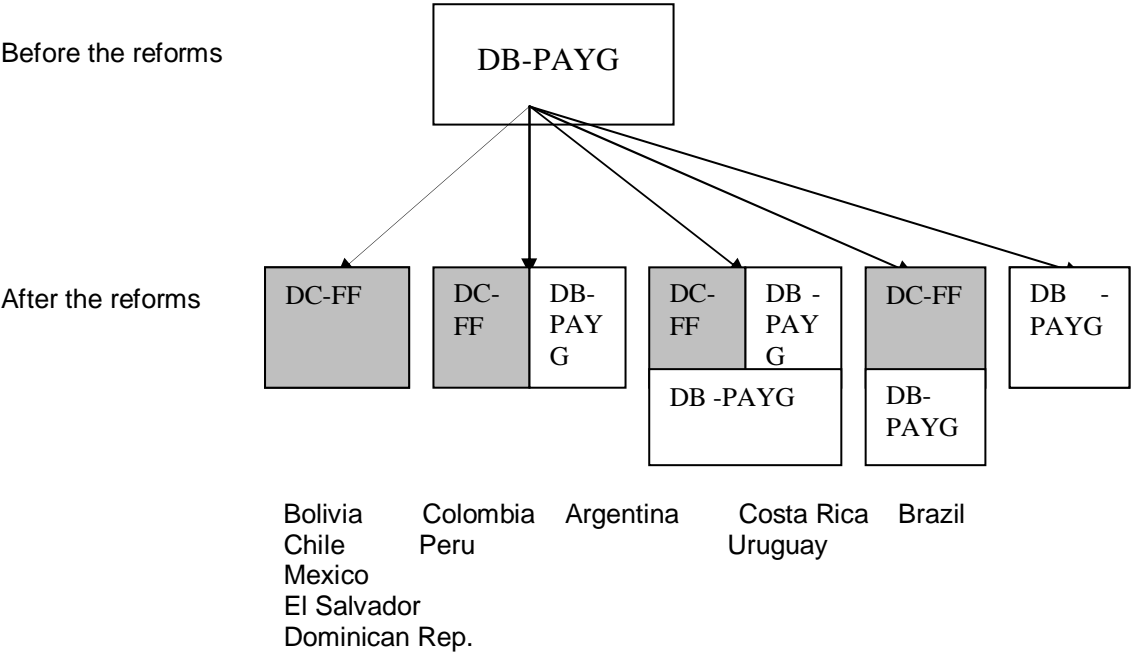 Before the reforms
DB-PAYG
After the reforms
DC-FF
DC-
FF
DB-
PAY
G
DC-
FF
DB -
PAY
G
DB -PAYG
DC-FF
DB-
PAYG
DB -
PAYG
Bolivia Colombia Argentina Costa Rica Brazil
Chile Peru Uruguay
Mexico
El Salvador
Dominican Rep.